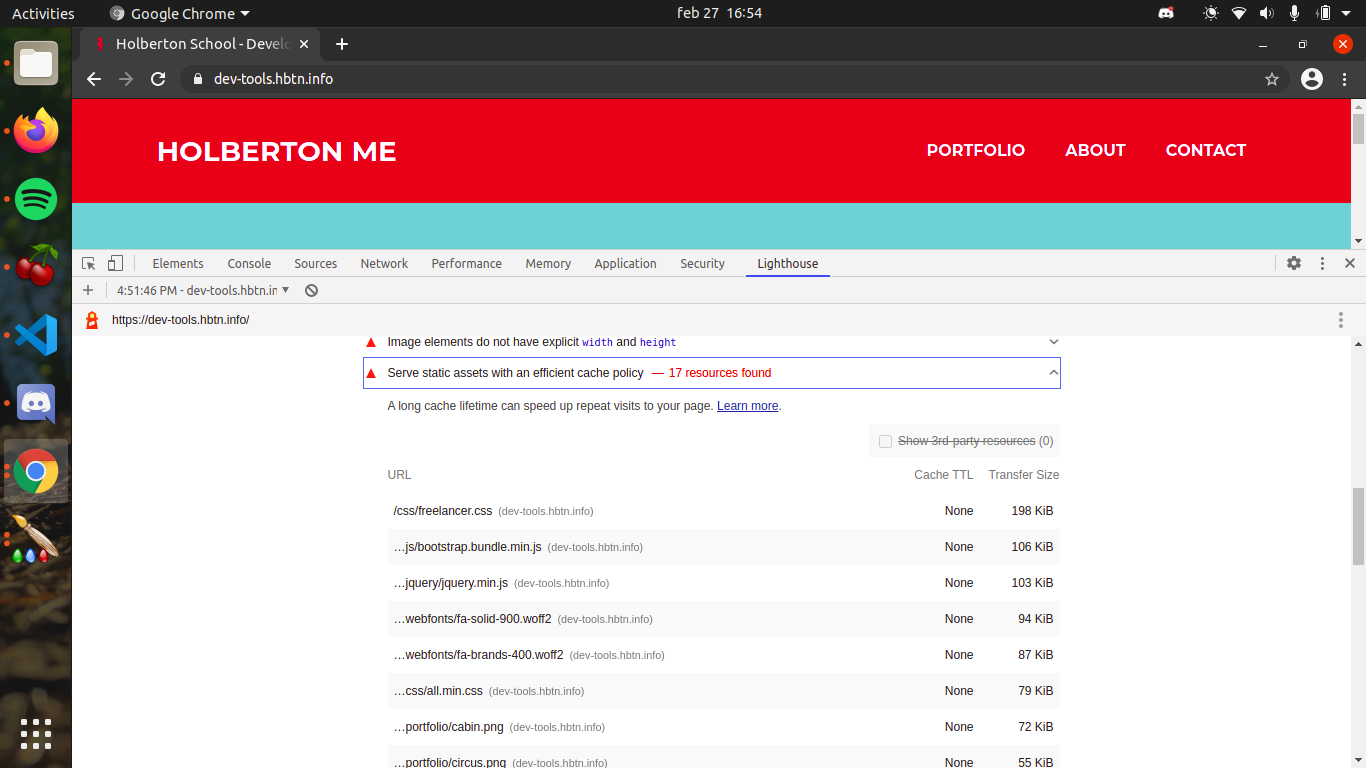 Activities Google Chrome feb 27 16:54
Holberton School - Develo
dev-tools.hbtn.info
HOLBERTON ME PORTFOLIO ABOUT CONTACT
Elements Console Sources Network Performance Memory Application Security Lighthouse
4:51:46 PM - dev-tools.hbtn.in
https://dev-tools.hbtn.info/
Image elements do not have explicit width and height
Serve static assets with an efficient cache policy — 17 resources found
A long cache lifetime can speed up repeat visits to your page. Learn more.
Show 3rd-party resources (0)
URL Cache TTL Transfer Size
/css/freelancer.css (dev-tools.hbtn.info) None 198 KiB
…js/bootstrap.bundle.min.js (dev-tools.hbtn.info) None 106 KiB
…jquery/jquery.min.js (dev-tools.hbtn.info) None 103 KiB
…webfonts/fa-solid-900.woff2 (dev-tools.hbtn.info) None 94 KiB
…webfonts/fa-brands-400.woff2 (dev-tools.hbtn.info) None 87 KiB
…css/all.min.css (dev-tools.hbtn.info) None 79 KiB
…portfolio/cabin.png (dev-tools.hbtn.info) None 72 KiB
…portfolio/circus.png (dev-tools.hbtn.info) None 55 KiB